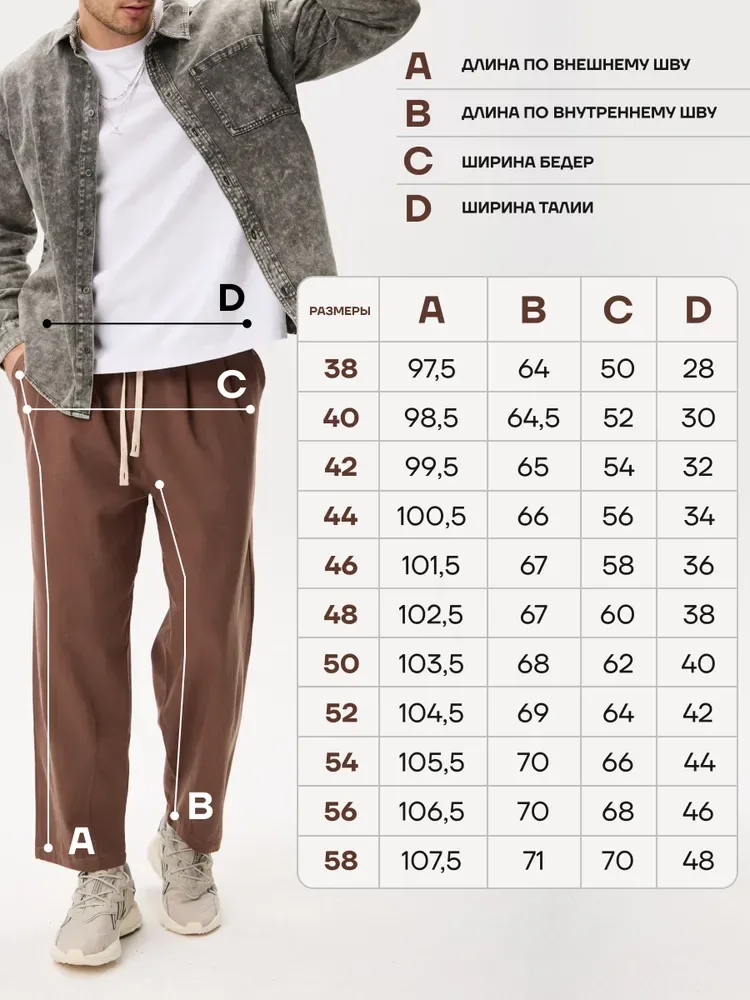 A ДЛИНА ПО ВНЕШНЕМУ ШВУ
B ДЛИНА ПО ВНУТРЕННЕМУ ШВУ
C ШИРИНА БЕДЕР
D ШИРИНА ТАЛИИ
D
C
B
A
РАЗМЕРЫ A B C D
38 97,5 64 50 28
40 98,5 64,5 52 30
42 99,5 65 54 32
44 100,5 66 56 34
46 101,5 67 58 36
48 102,5 67 60 38
50 103,5 68 62 40
52 104,5 69 64 42
54 105,5 70 66 44
56 106,5 70 68 46
58 107,5 71 70 48